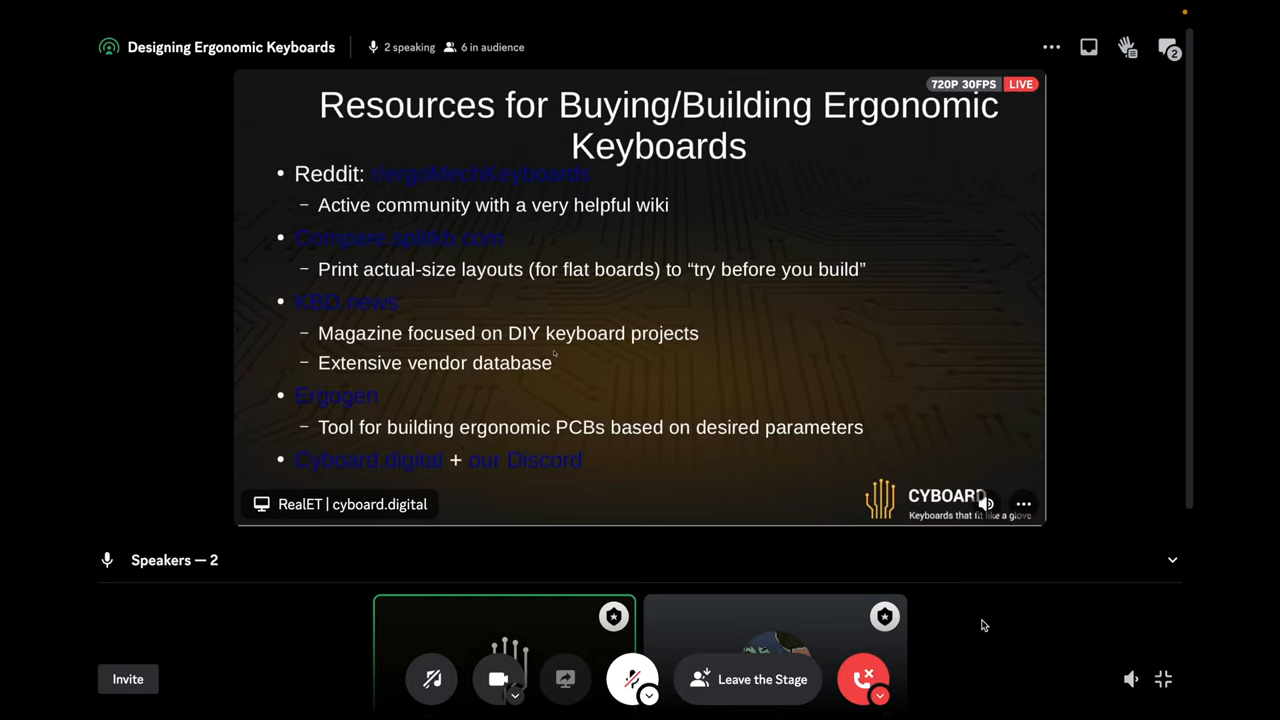 Designing Ergonomic Keyboards
2 speaking
6 in audience
2
720P 30FPS
LIVE
Resources for Buying/Building Ergonomic
Keyboards
• Reddit: r/ergoMechKeyboards
– Active community with a very helpful wiki
• Compare.splitkb.com
– Print actual-size layouts (for flat boards) to “try before you build”
• KBD.news
– Magazine focused on DIY keyboard projects
– Extensive vendor database
• Ergogen
– Tool for building ergonomic PCBs based on desired parameters
• Cyboard.digital + our Discord
RealET | cyboard.digital
CYBOARD
Keyboards that fit like a glove
Speakers — 2
Invite
Leave the Stage